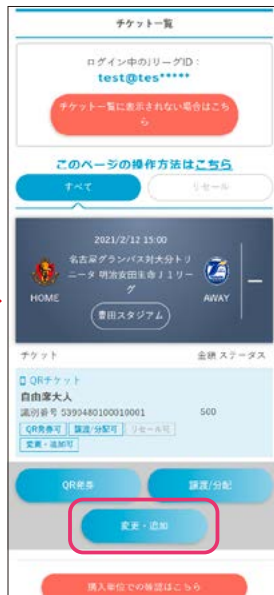 チケット一覧
ログイン中のJリーグID：
test@tes*****
チケット一覧に表示されない場合はこち
ら
このページの操作方法はこちら
すべて
リセール
2021/2/12 15:00
名古屋グランパス対大分トリ
ニータ 明治安田生命Ｊ１リー
グ
HOME
AWAY
豊田スタジアム
チケット
金額 ステータス
QRチケット
自由席大人
識別番号 5390480100010001
500
QR発券可 譲渡/分配可 リセール可
変更・追加可
QR発券
譲渡/分配
変更・追加
購入単位での確認はこちら